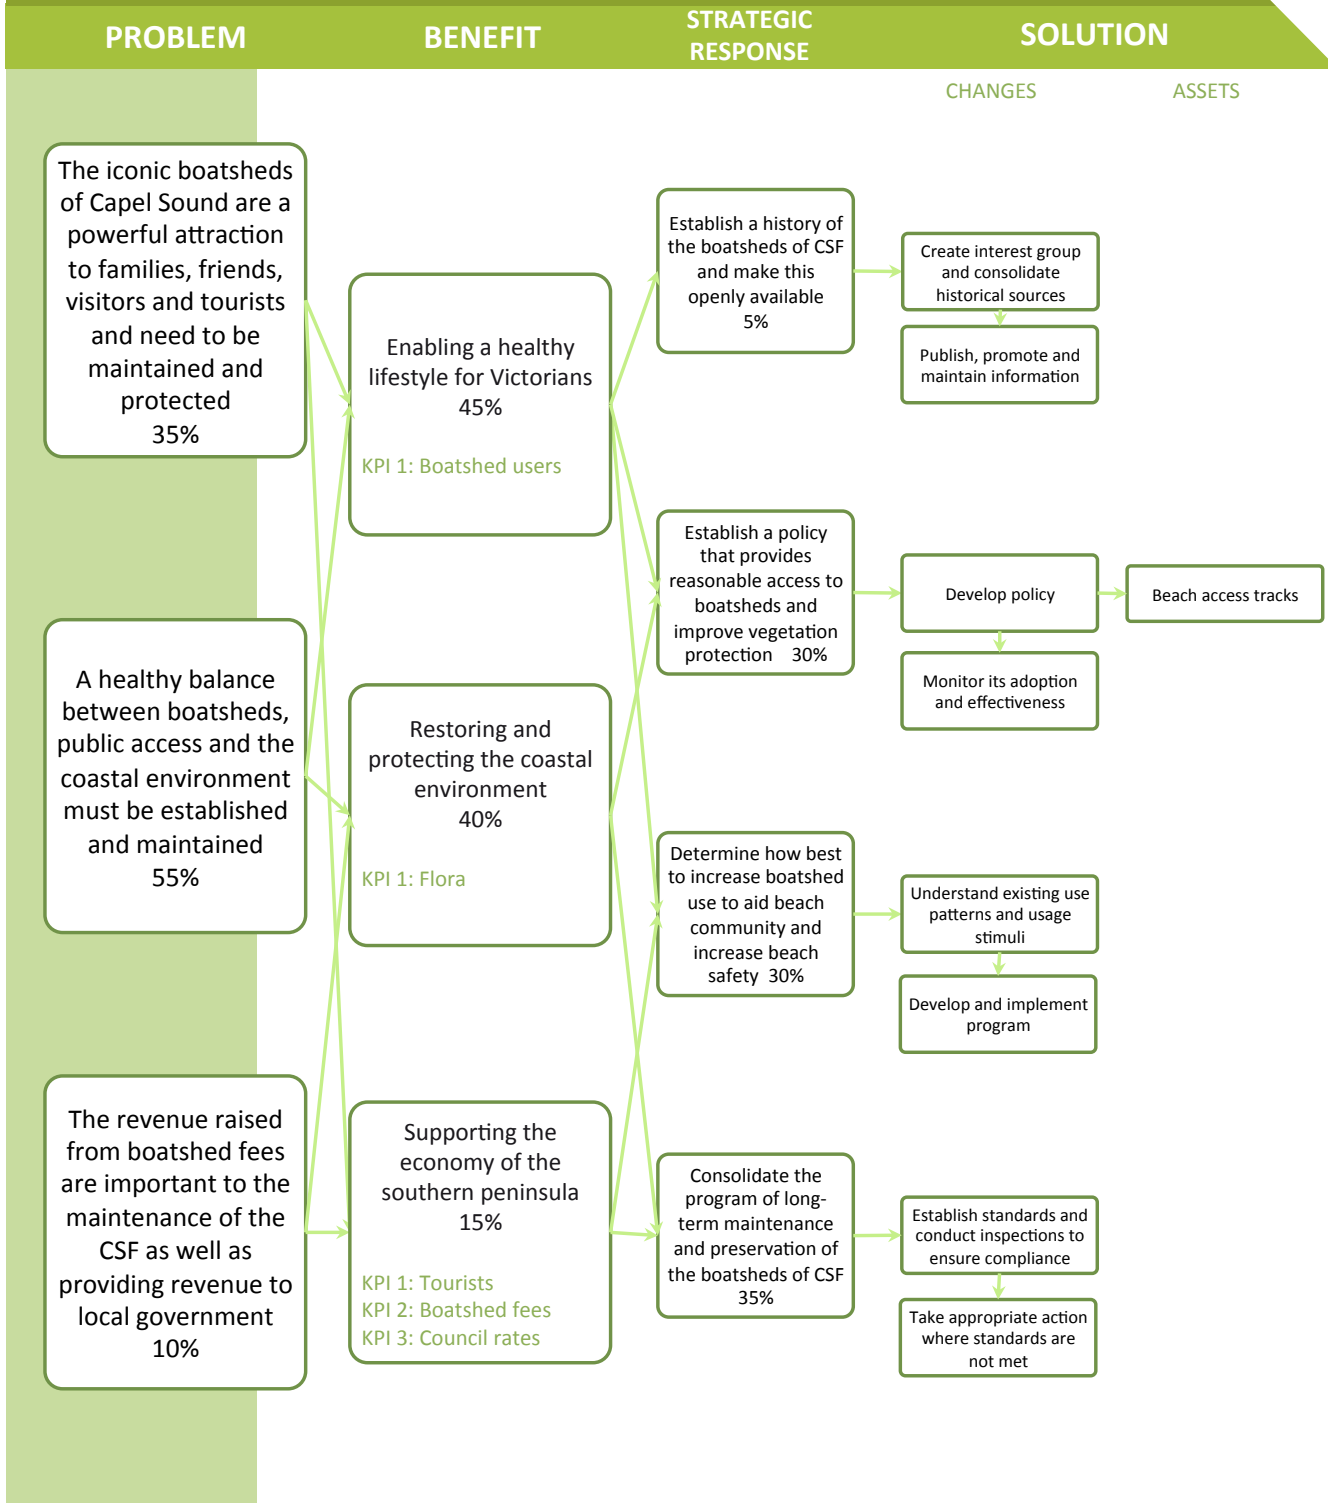 PROBLEM
BENEFIT
STRATEGIC
RESPONSE
SOLUTION
CHANGES
ASSETS
The iconic boatsheds
of Capel Sound are a
powerful attraction
to families, friends,
visitors and tourists
and need to be
maintained and
protected
35%
A healthy balance
between boatsheds,
public access and the
coastal environment
must be established
and maintained
55%
The revenue raised
from boatshed fees
are important to the
maintenance of the
CSF as well as
providing revenue to
local government
10%
Enabling a healthy
lifestyle for Victorians
45%
KPI 1: Boatshed users
Restoring and
protecting the coastal
environment
40%
KPI 1: Flora
Supporting the
economy of the
southern peninsula
15%
KPI 1: Tourists
KPI 2: Boatshed fees
KPI 3: Council rates
Establish a history of
the boatsheds of CSF
and make this
openly available
5%
Establish a policy
that provides
reasonable access to
boatsheds and
improve vegetation
protection 30%
Determine how best
to increase boatshed
use to aid beach
community and
increase beach
safety 30%
Consolidate the
program of long-
term maintenance
and preservation of
the boatsheds of CSF
35%
Create interest group
and consolidate
historical sources
Publish, promote and
maintain information
Develop policy
Beach access tracks
Monitor its adoption
and effectiveness
Understand existing use
patterns and usage
stimuli
Develop and implement
program
Establish standards and
conduct inspections to
ensure compliance
Take appropriate action
where standards are
not met